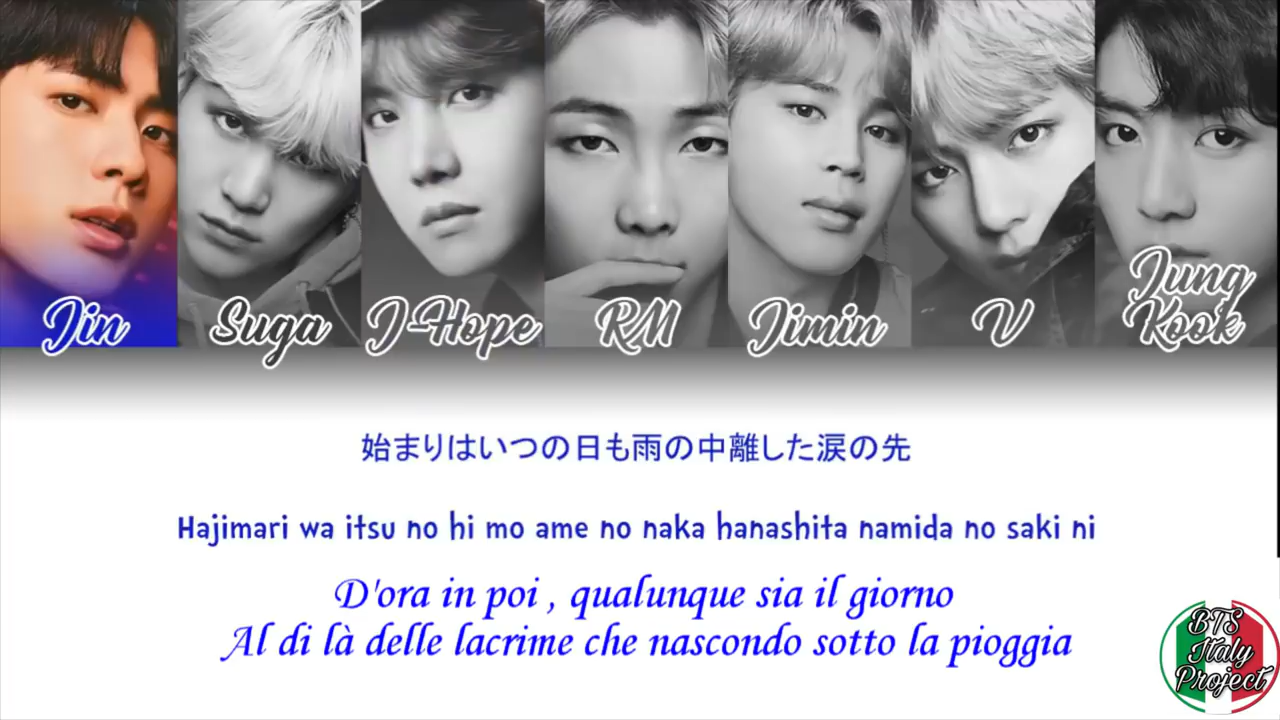 Jin
Suga
J-Hope
RM
Jimin
V
Jung
Kook
始まりはいつの日も雨の中離した涙の先
Hajimari wa itsu no hi mo ame no naka hanashita namida no saki ni
D'ora in poi , qualunque sia il giorno
Al di là delle lacrime che nascondo sotto la pioggia
BTS
Italy
Project